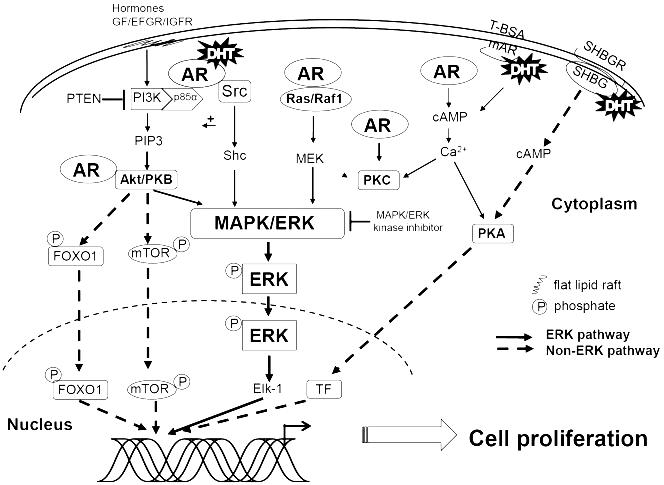 Hormones
GF/EFGR/IGFR
T-BSA
mAR
SHBGR
SHBG
DHT
DHT
DHT
AR
AR
AR
AR
AR
PTEN
PI3K
p85α
Src
Ras/Raf1
cAMP
PIP3
±
Shc
MEK
PKC
Ca2+
cAMP
Akt/PKB
Cytoplasm
MAPK/ERK
MAPK/ERK
kinase inhibitor
PKA
P
FOXO1
mTOR
P
P
ERK
flat lipid raft
P
phosphate
P
ERK
ERK pathway
Non-ERK pathway
P
FOXO1
mTOR
P
Elk-1
TF
Nucleus
Cell proliferation